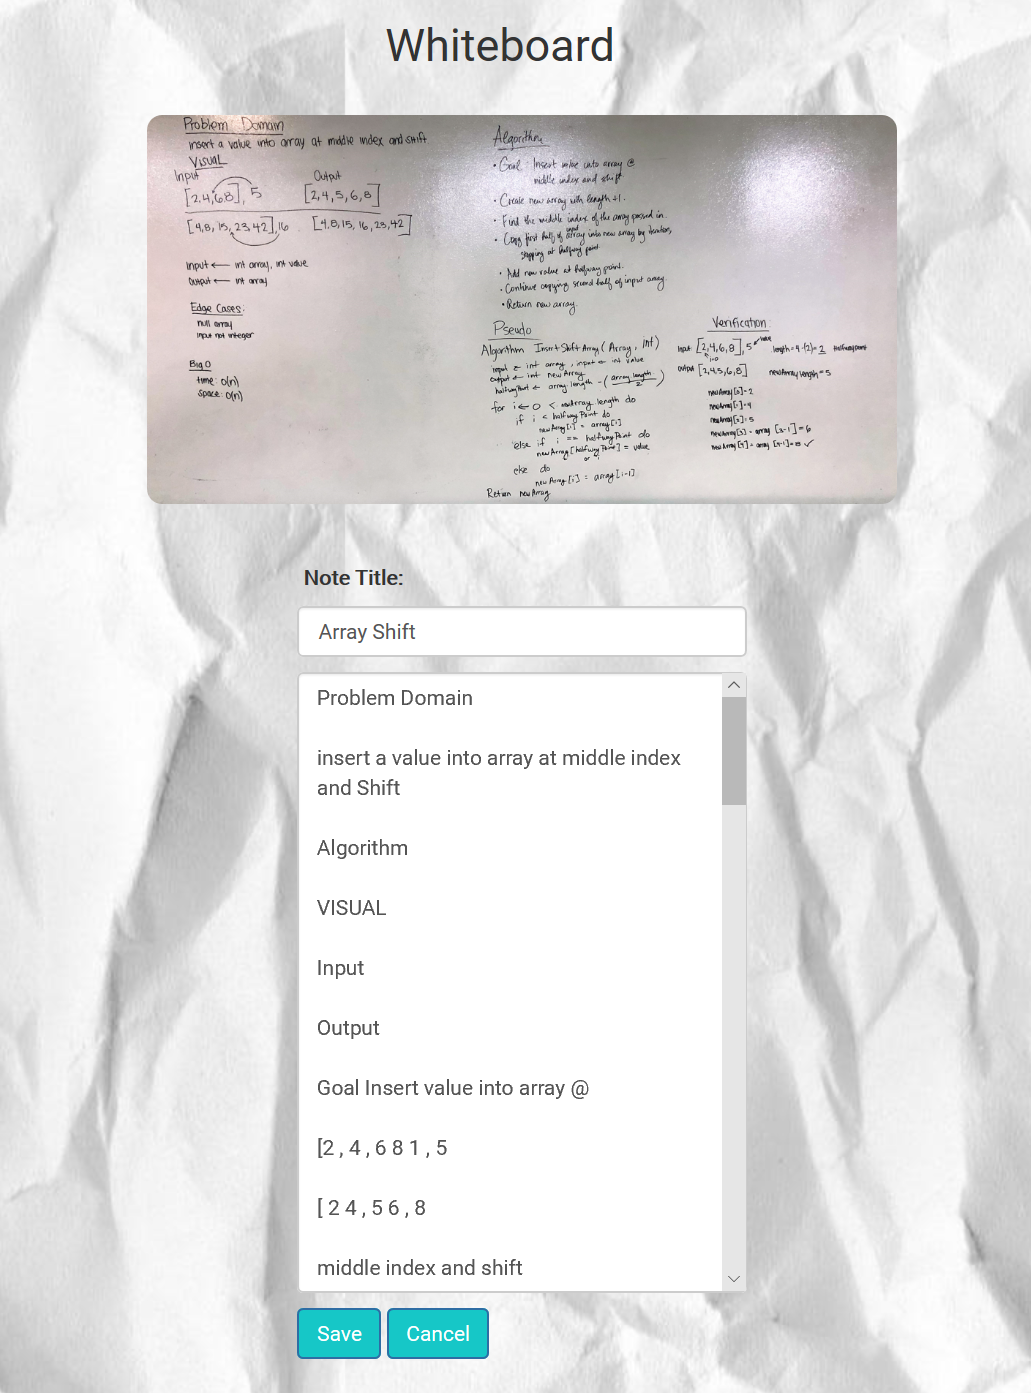 Whiteboard
Problem Domain
insert a value into array at middle index and shift
VISUAL
Input
Output
[2,4,6,8], 5
[2,4,5,6,8]
[4,8,15,23,42],16
[4,8,15,16,23,42]
Input ← int array, int value
Output ← int array
Edge Cases:
null array
input not integer
Big O
time: O(n)
space: O(n)
Algorithm
• Goal Insert value into array @
middle index and shift
• Create new array with length +1.
• Find the middle index of the array passed in.
• Copy first half of input array into new array by iteration,
stopping at halfway point.
• Add new value at halfway point.
• Continue copying second half of input array.
• Return new array.
Pseudo
Algorithm InsertShiftArray(Array, int)
input ← int array, input ← int value
output ← int newArray
halfwayPoint ← array.length - (array.length / 2)
for i ← 0 < newArray.length do
if i < halfwayPoint do
newArray[i] = array[i]
else if i == halfwayPoint do
newArray[halfwayPoint] = value
or i
else do
newArray[i] = array[i-1]
Return newArray
Verification
Input: [2,4,6,8], 5 value
i=0
length = 4 - (2) = 2 halfwaypoint
Output [2,4,5,6,8]
newArray length = 5
newArray[0] = 2
newArray[1] = 4
newArray[2] = 5
newArray[3] = array [3-1] = 6
newArray[4] = array [4-1] = 8 ✓
Note Title:
Array Shift
Problem Domain
insert a value into array at middle index
and Shift
Algorithm
VISUAL
Input
Output
Goal Insert value into array @
[2 , 4 , 6 8 1 , 5
[ 2 4 , 5 6 , 8
middle index and shift
Save
Cancel